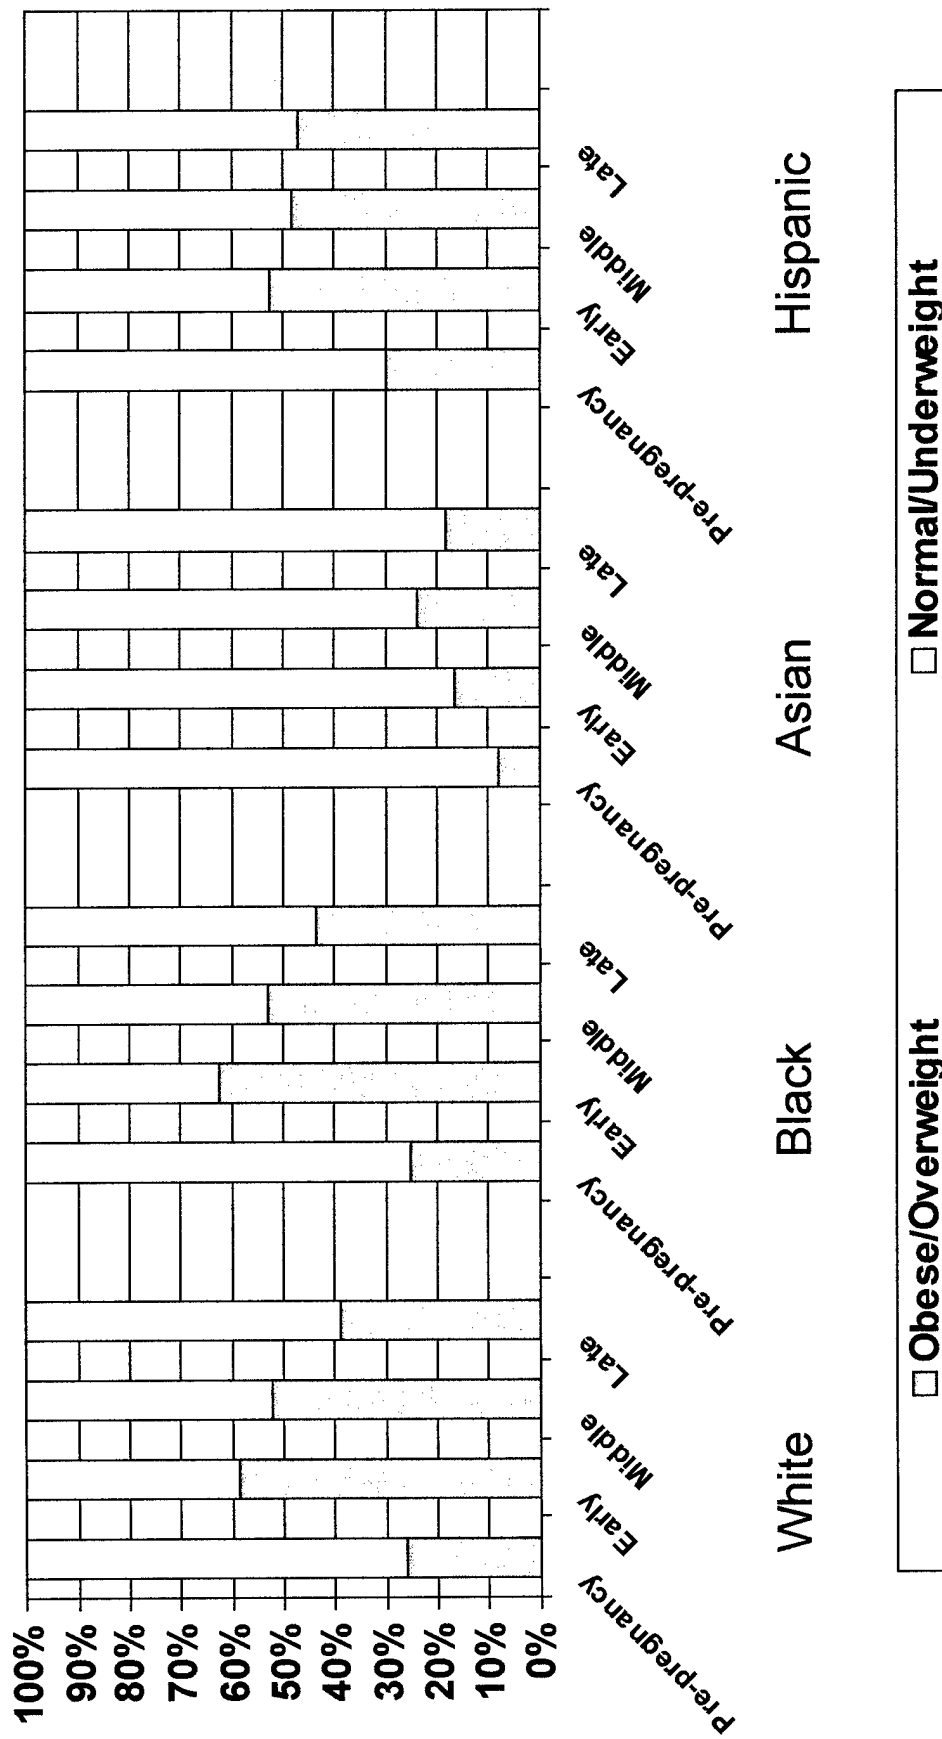 100%
90%
80%
70%
60%
50%
40%
30%
20%
10%
0%
Pre-pregnancy
Early
Middle
Late
Pre-pregnancy
Early
Middle
Late
Pre-pregnancy
Early
Middle
Late
Pre-pregnancy
Early
Middle
Late
White
Black
Asian
Hispanic
Obese/Overweight
Normal/Underweight